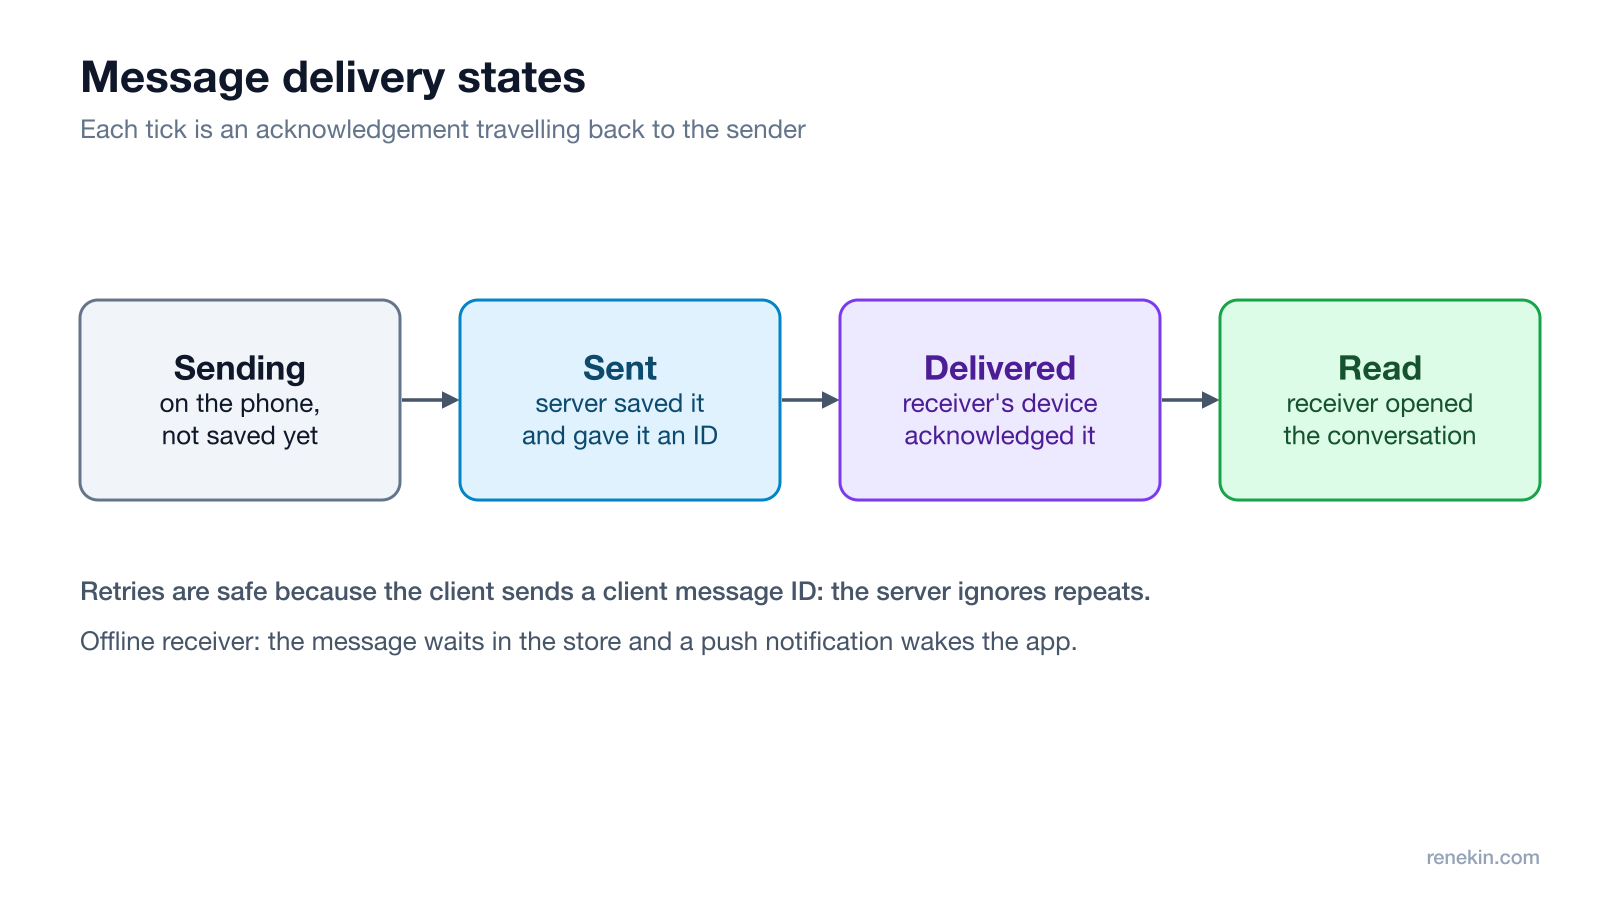 Message delivery states
Each tick is an acknowledgement travelling back to the sender
Sending
on the phone,
not saved yet
Sent
server saved it
and gave it an ID
Delivered
receiver's device
acknowledged it
Read
receiver opened
the conversation
Retries are safe because the client sends a client message ID: the server ignores repeats.
Offline receiver: the message waits in the store and a push notification wakes the app.
renekin.com